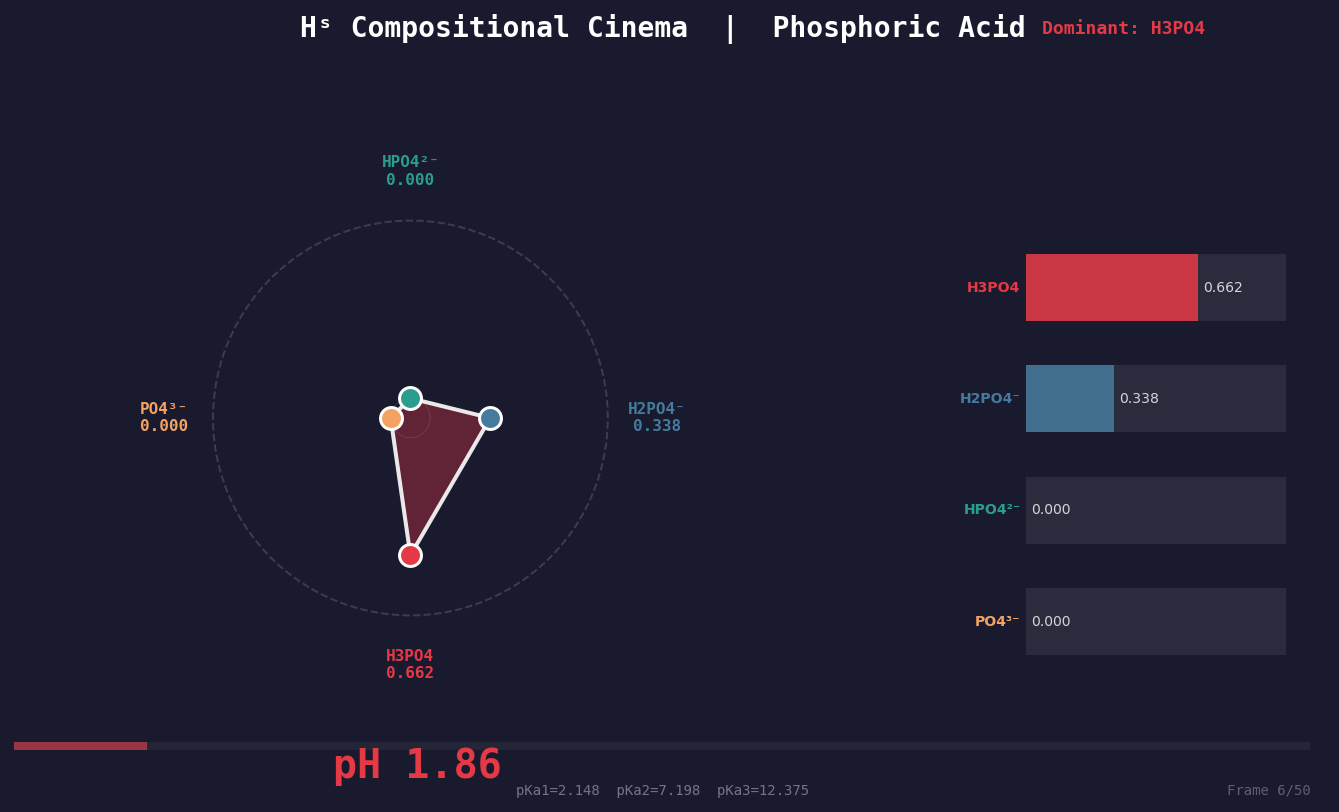 Hˢ Compositional Cinema | Phosphoric Acid Dominant: H3PO4
HPO4²⁻
0.000
PO4³⁻
0.000
H2PO4⁻
0.338
H3PO4
0.662
H3PO4 0.662
H2PO4⁻ 0.338
HPO4²⁻ 0.000
PO4³⁻ 0.000
pH 1.86
pKa1=2.148 pKa2=7.198 pKa3=12.375
Frame 6/50